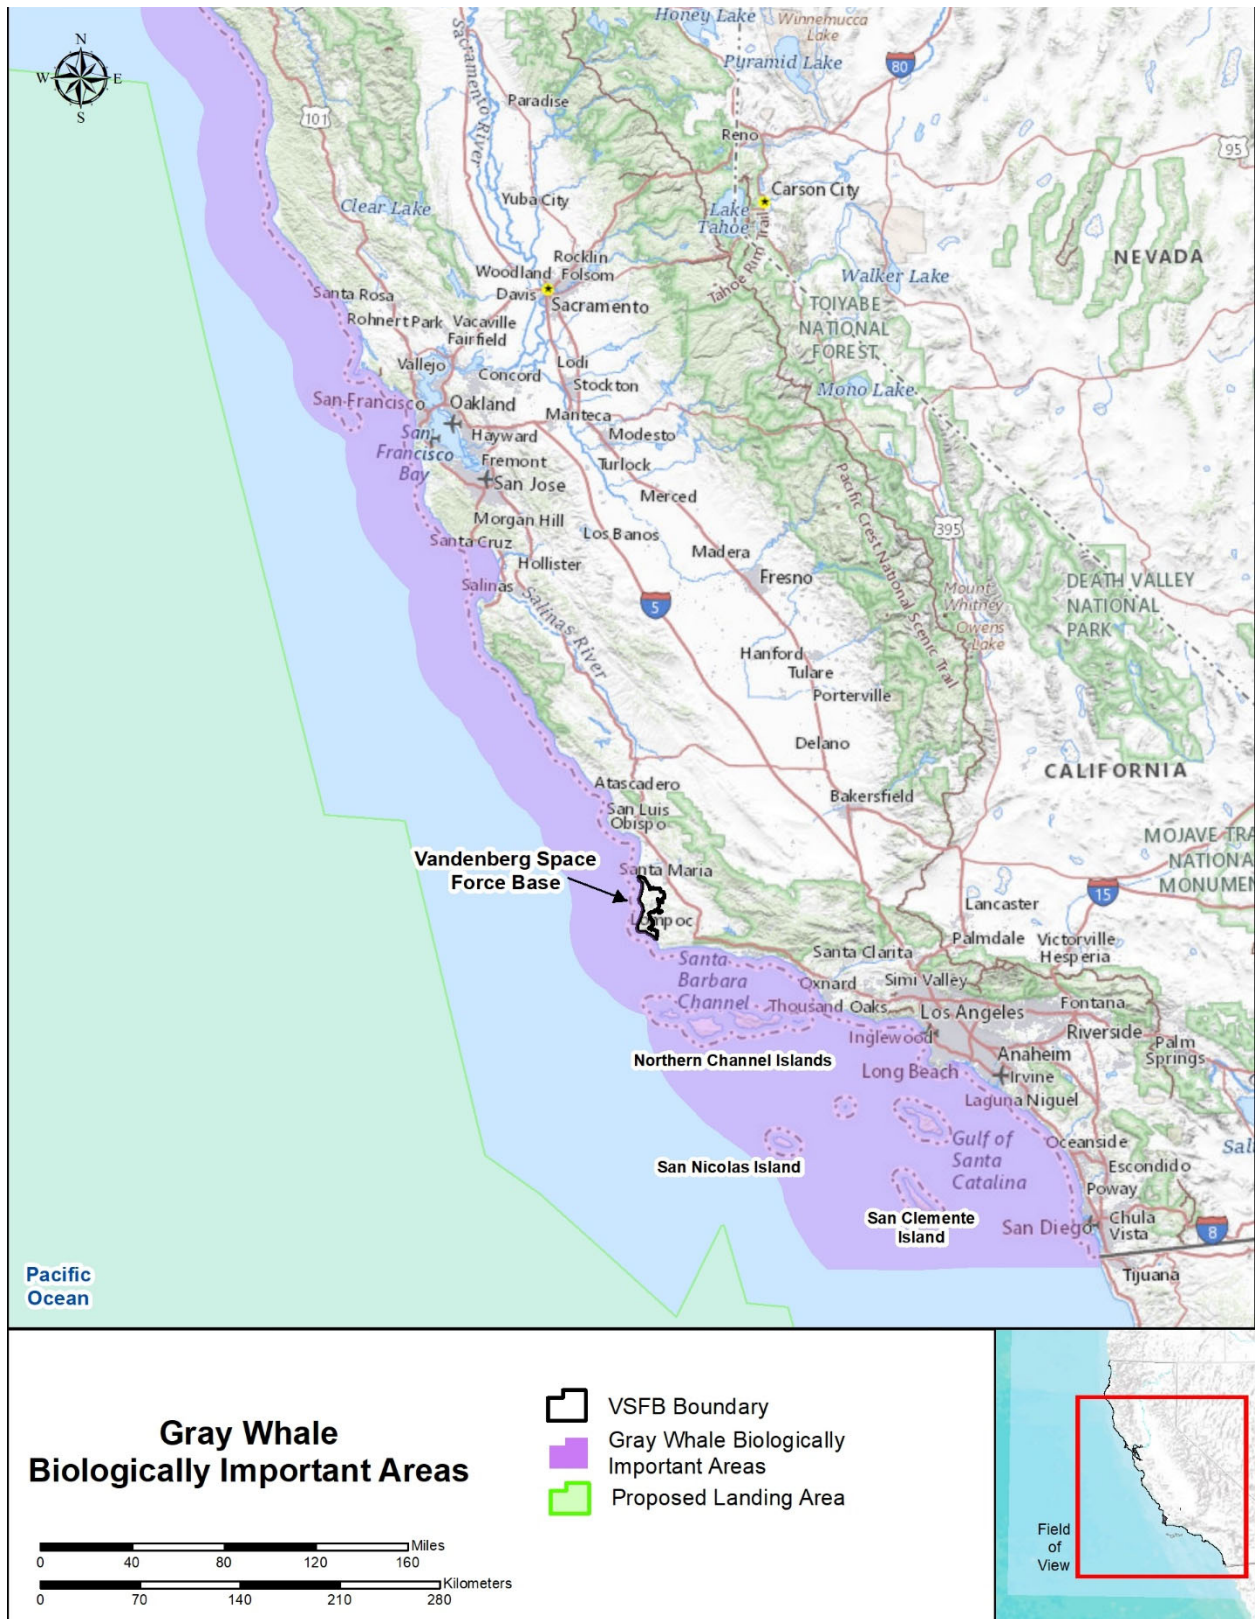 Honey Lake
Winnemucca
Lake
Pyramid Lake
80
Sacramento River
Paradise
N
W
E
S
101
Reno
95
Carson City
Yuba City
Clear Lake
Lake
Tahoe
Tahoe Rim Trail
NEVADA
Rocklin
Woodland
Folsom
Walker Lake
Davis
Sacramento
Santa Rosa
TOIYABE
NATIONAL
FOREST
Rohnert Park
Vacaville
Fairfield
Vallejo
Concord
Lodi
Stockton
Mono Lake
San Francisco
Oakland
Manteca
San
Francisco
Bay
Hayward
Modesto
Fremont
Turlock
San Jose
Merced
Pacific Crest National Scenic Trail
Morgan Hill
Los Banos
395
Santa Cruz
Madera
Hollister
Fresno
Salinas
Salinas River
5
Mount
Whitney
Owens
Lake
DEATH VALLEY
NATIONAL
PARK
Hanford
Tulare
Porterville
Delano
CALIFORNIA
Atascadero
San Luis
Obispo
Bakersfield
MOJAVE TRA
NATIONA
MONUMEN
Vandenberg Space
Force Base
Santa Maria
15
Lancaster
Lompoc
Palmdale
Victorville
Hesperia
Santa Clarita
Santa
Barbara
Channel
Oxnard
Simi Valley
Thousand Oaks
Los Angeles
Fontana
Inglewood
Riverside
Palm
Springs
Northern Channel Islands
Anaheim
Long Beach
Irvine
Laguna Niguel
Gulf of
Santa
Catalina
Oceanside
Salt
San Nicolas Island
Escondido
Poway
San Clemente
Island
San Diego
Chula
Vista
8
Tijuana
Pacific
Ocean
Gray Whale
Biologically Important Areas
VSFB Boundary
Gray Whale Biologically
Important Areas
Proposed Landing Area
Miles
0 40 80 120 160
Kilometers
0 70 140 210 280
Field
of
View